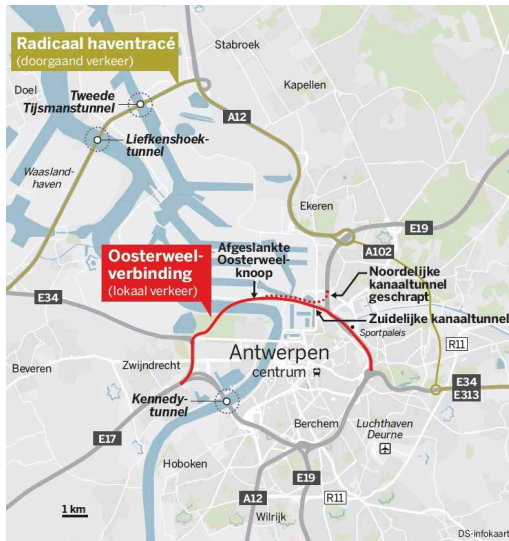 Radicaal haventracé
(doorgaand verkeer)
Stabroek
Doel
Tweede
Tijsmanstunnel
Kapellen
A12
Liefkenshoek-
tunnel
Waasland-
haven
Ekeren
E19
Oosterweel-
verbinding
(lokaal verkeer)
Afgeslankte
Oosterweel-
knoop
A102
Noordelijke
kanaaltunnel
geschrapt
E34
Zuidelijke kanaaltunnel
Sportpaleis
R11
Antwerpen
centrum
Zwijndrecht
Beveren
E34
E313
Kennedy-
tunnel
Berchem
Luchthaven
Deurne
E17
Hoboken
E19
A12
R11
1 km
Wilrijk
DS-infokaart